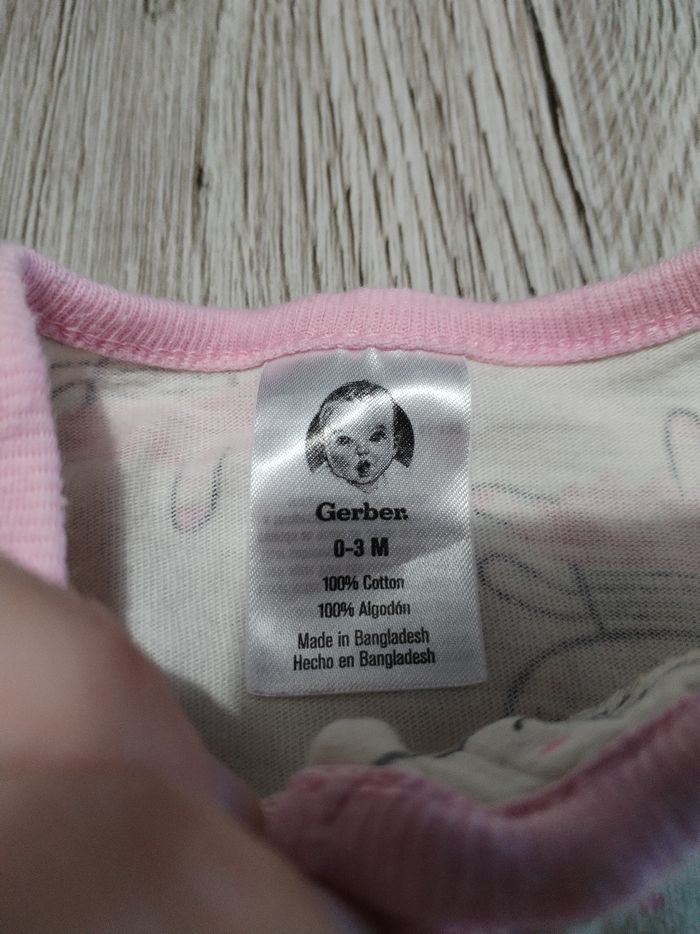 Gerber.
0-3 M
100% Cotton
100% Algodón
Made in Bangladesh
Hecho en Bangladesh